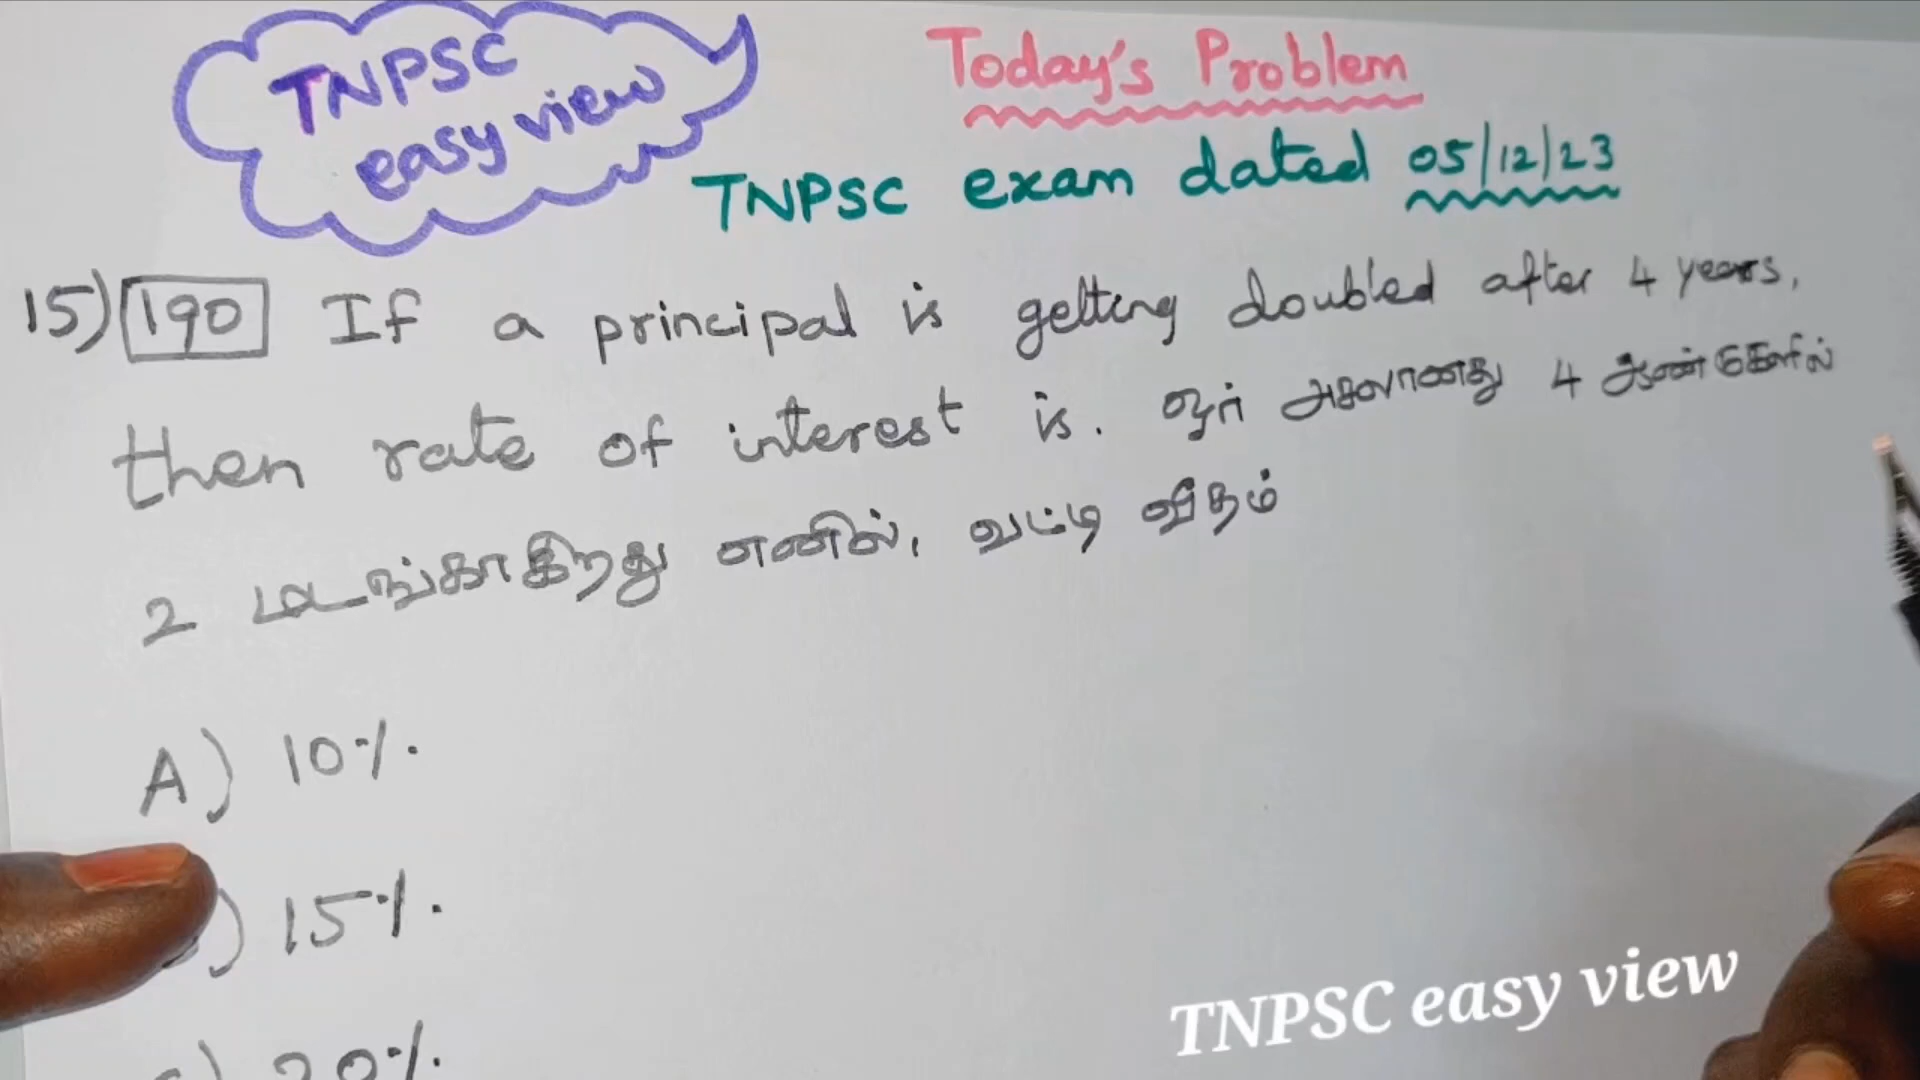 TNPSC
easy view
Today's Problem
TNPSC exam dated 05/12/23
15) 190 If a principal is getting doubled after 4 years,
then rate of interest is. ஓர் அசலானது 4 ஆண்டுகளில்
2 மடங்காகிறது எனில், வட்டி வீதம்
A) 10%.
) 15%.
20%.
TNPSC easy view